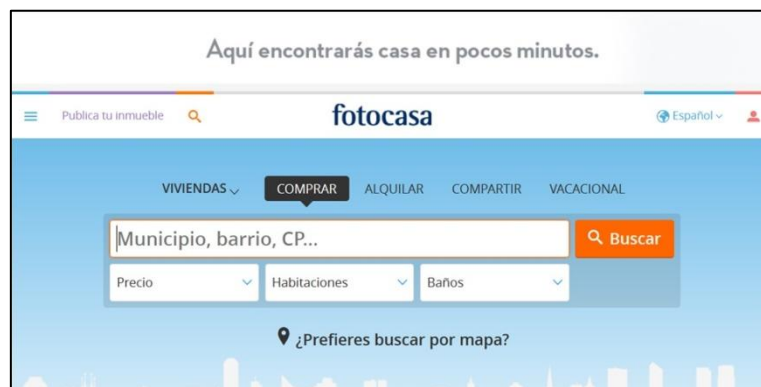 Aquí encontrarás casa en pocos minutos.
Publica tu inmueble fotocasa Español
VIVIENDAS COMPRAR ALQUILAR COMPARTIR VACACIONAL
Municipio, barrio, CP... Buscar
Precio Habitaciones Baños
¿Prefieres buscar por mapa?